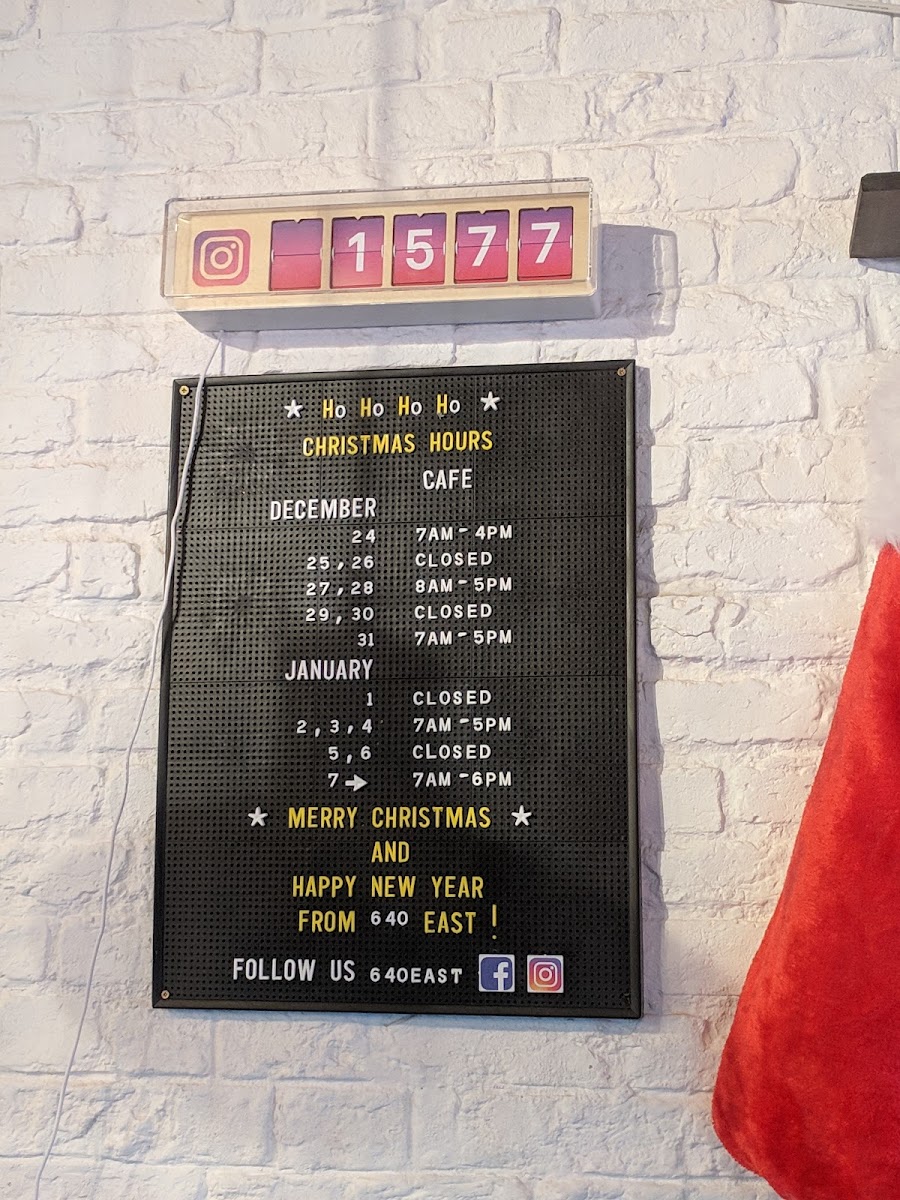 1577
★ Ho Ho Ho Ho ★
CHRISTMAS HOURS
CAFE
DECEMBER
24 7AM-4PM
25,26 CLOSED
27,28 8AM-5PM
29,30 CLOSED
31 7AM-5PM
JANUARY
1 CLOSED
2,3,4 7AM-5PM
5,6 CLOSED
7→ 7AM-6PM
★ MERRY CHRISTMAS ★
AND
HAPPY NEW YEAR
FROM 640 EAST!
FOLLOW US 640EAST